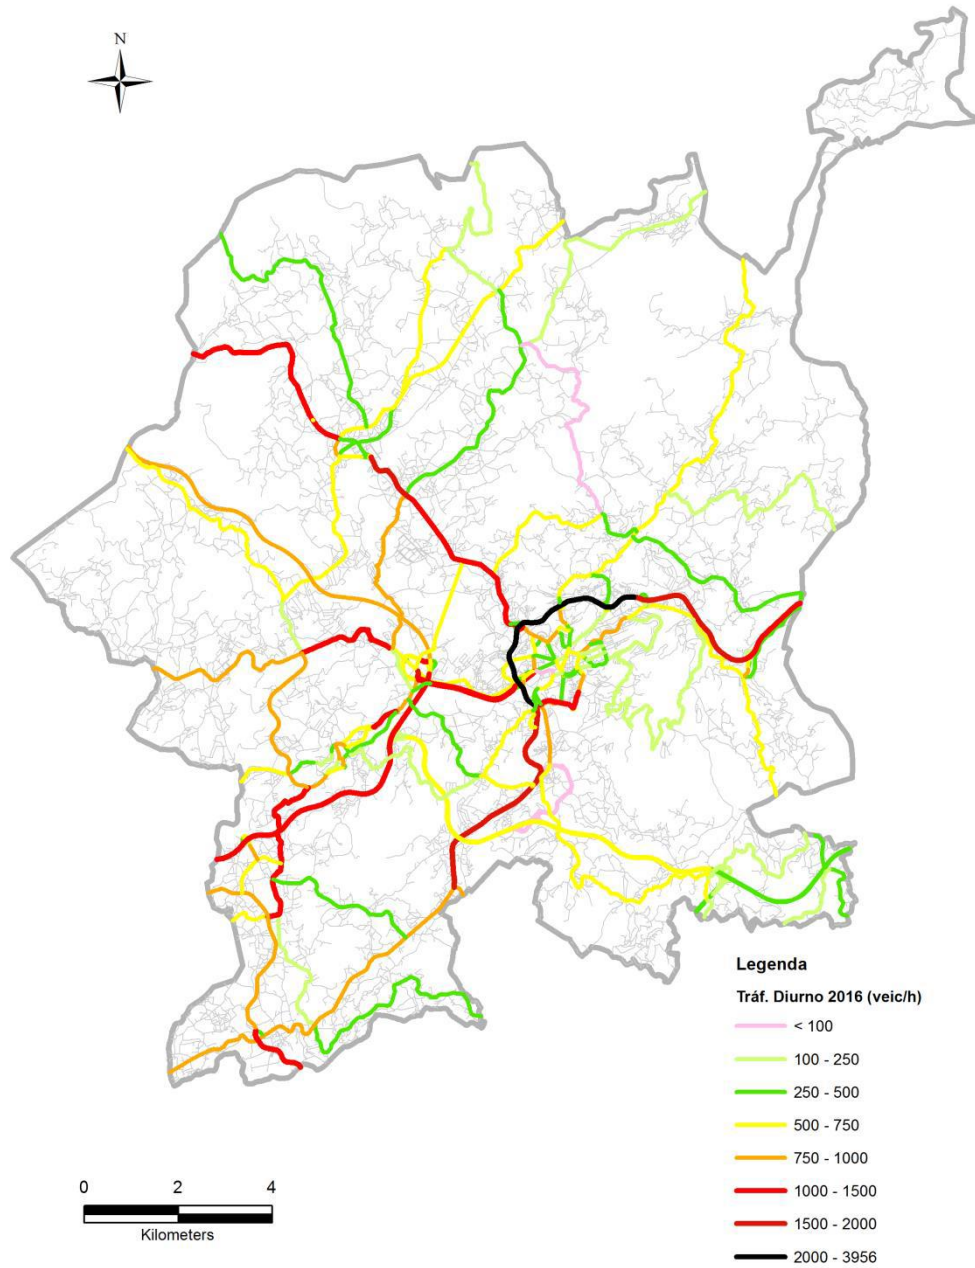 N
Legenda
Tráf. Diurno 2016 (veic/h)
< 100
100 - 250
250 - 500
500 - 750
750 - 1000
1000 - 1500
1500 - 2000
2000 - 3956
0 2 4
Kilometers